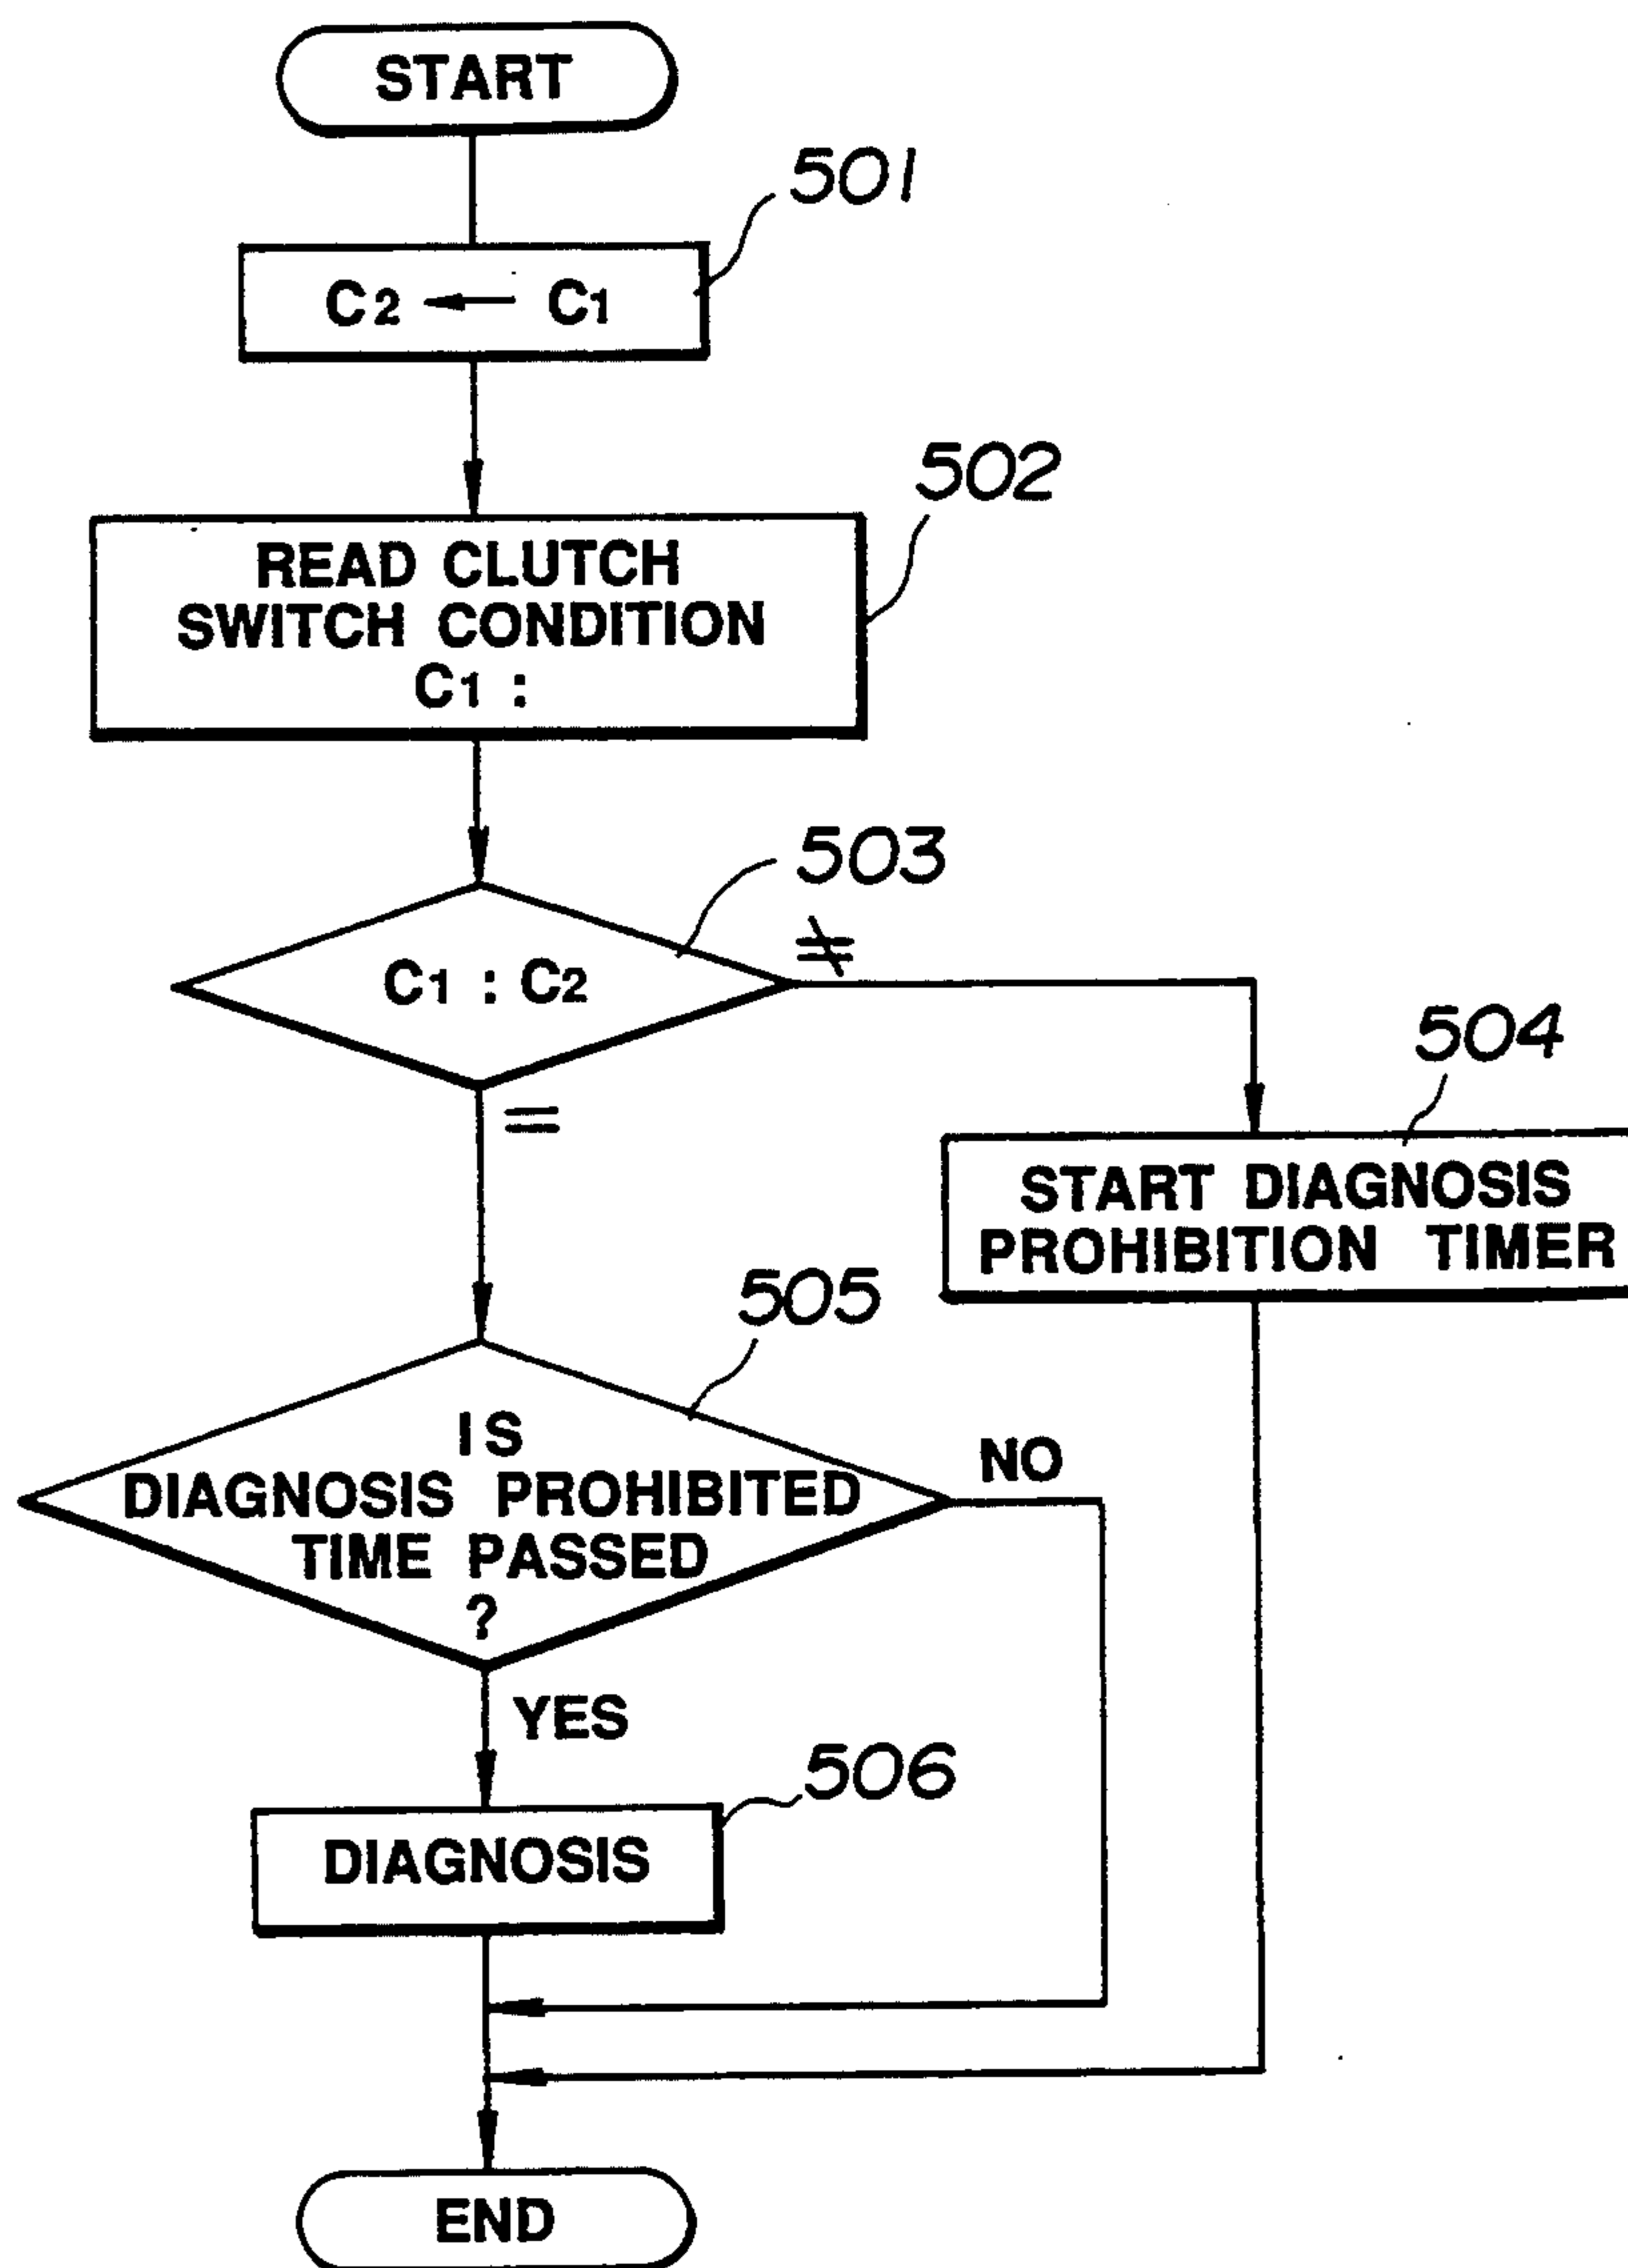 START
501
C2 ← C1
502
READ CLUTCH
SWITCH CONDITION
C1 :
503
C1 : C2
≠
=
504
START DIAGNOSIS
PROHIBITION TIMER
505
IS
DIAGNOSIS PROHIBITED
TIME PASSED
?
NO
YES
506
DIAGNOSIS
END